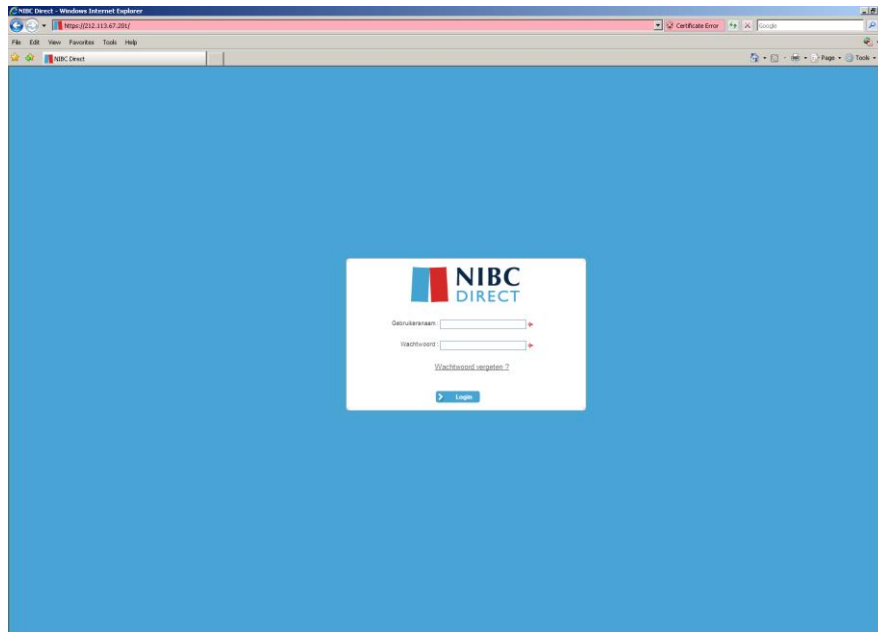 NIBC Direct - Windows Internet Explorer
https://212.113.67.201/
Certificate Error
Google
File Edit View Favorites Tools Help
NIBC Direct
Page Tools
NIBC
DIRECT
Gebruikersnaam :
Wachtwoord :
Wachtwoord vergeten ?
Login